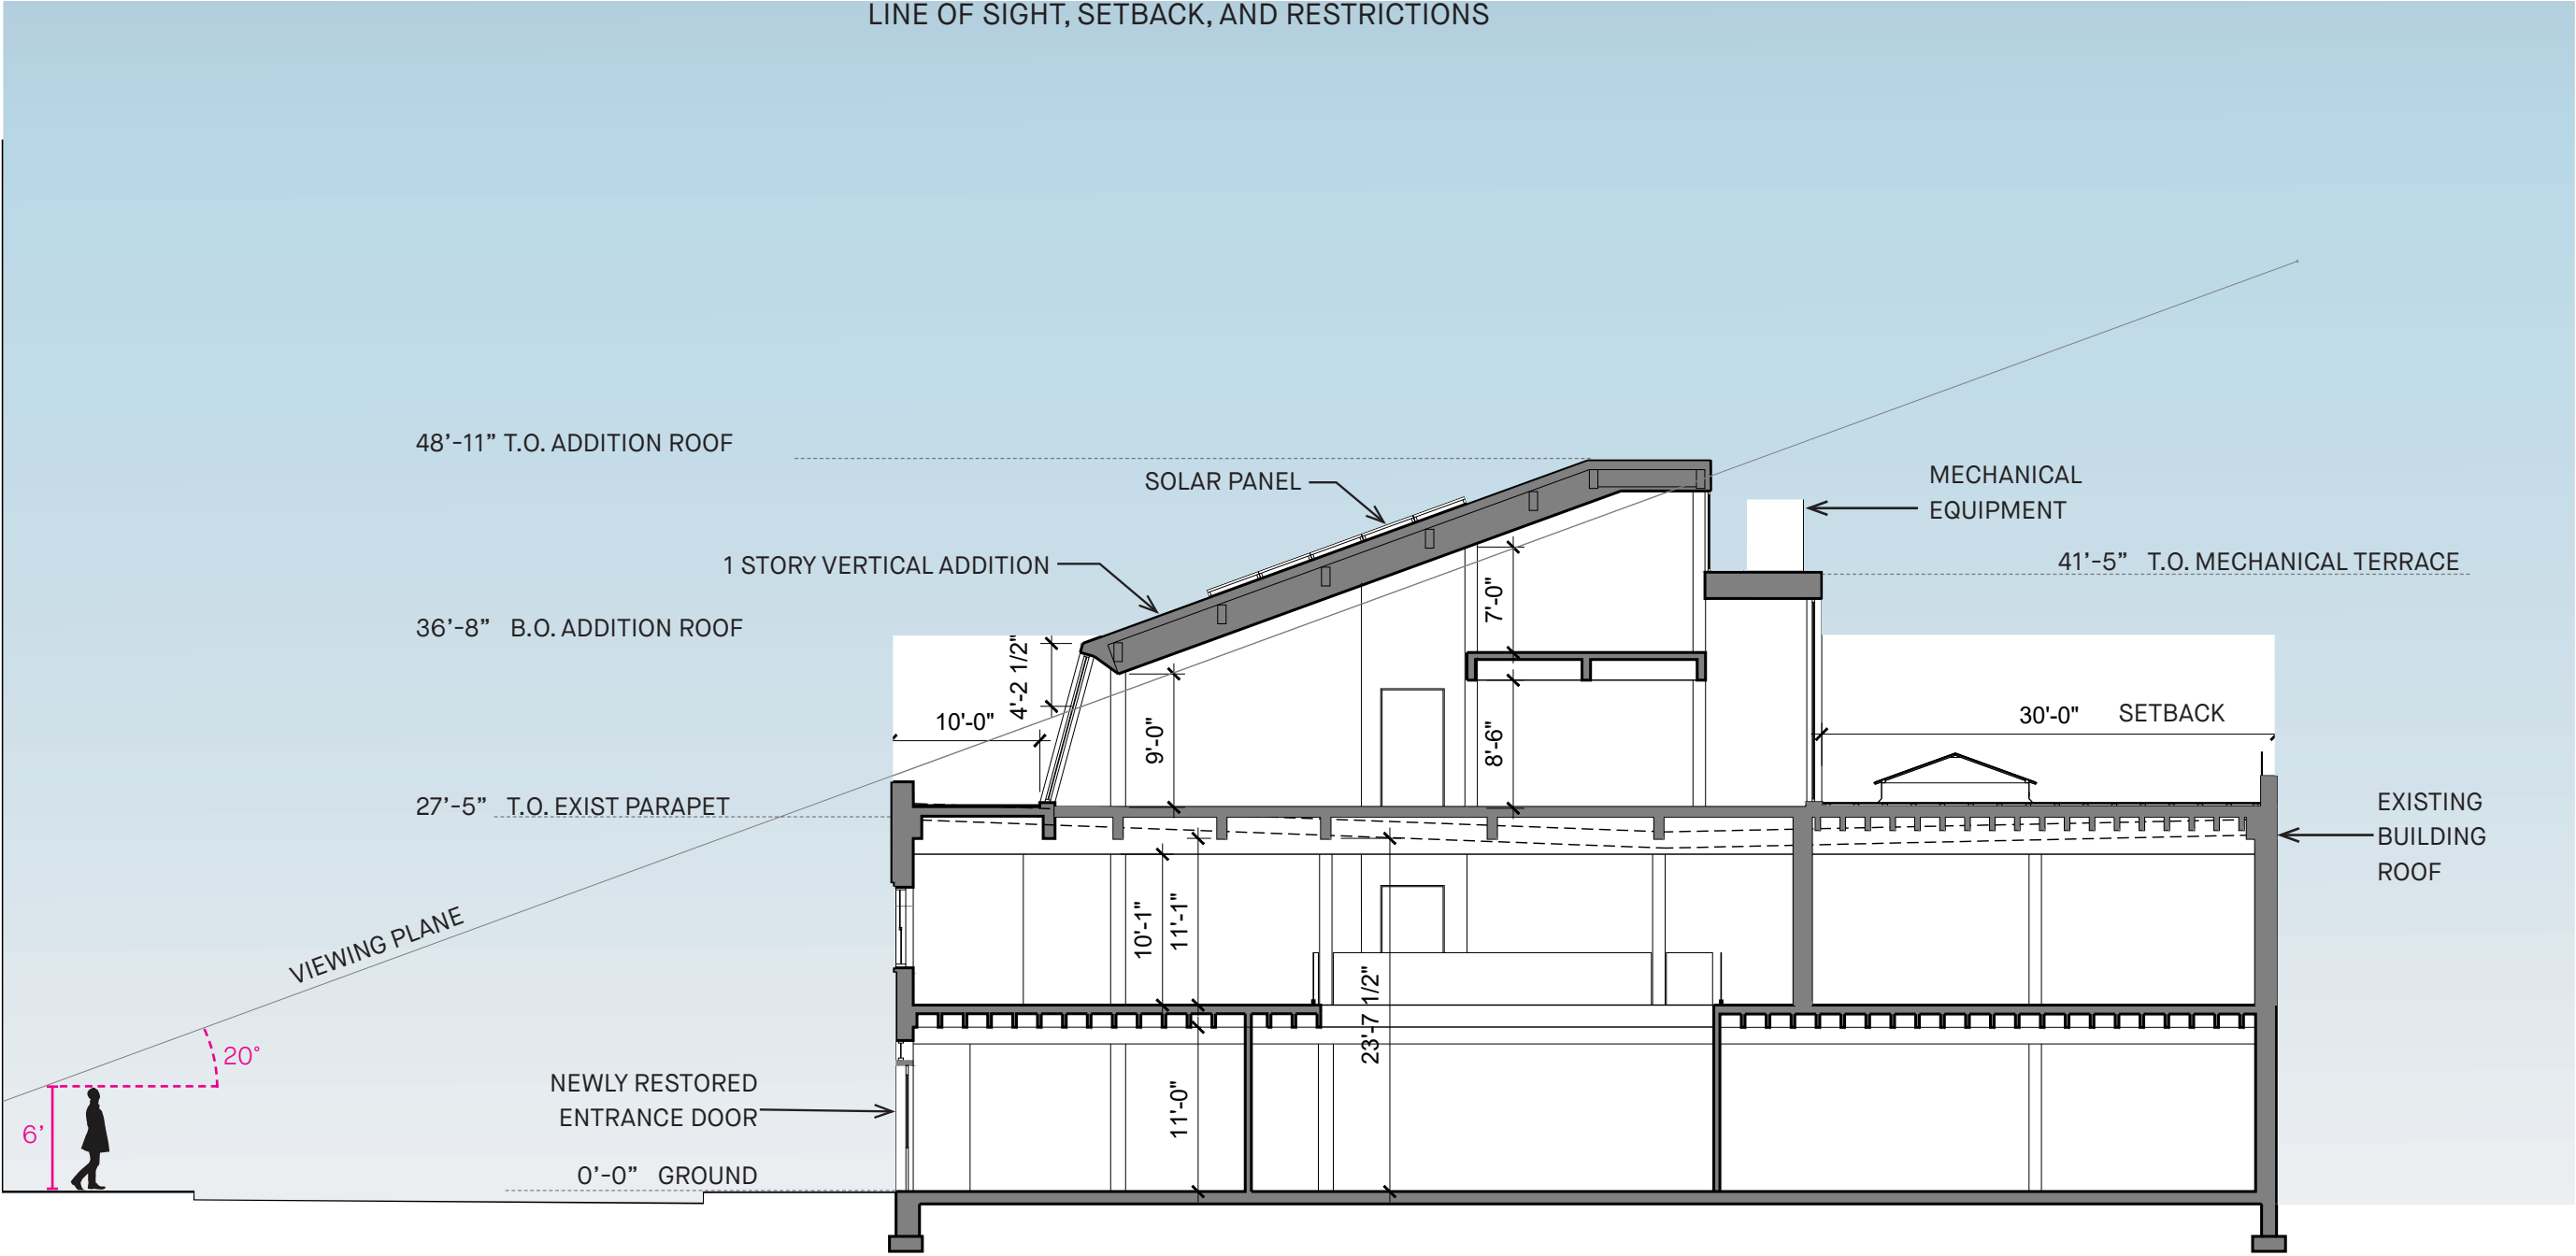 LINE OF SIGHT, SETBACK, AND RESTRICTIONS
48’-11” T.O. ADDITION ROOF
SOLAR PANEL
MECHANICAL
EQUIPMENT
1 STORY VERTICAL ADDITION
41’-5” T.O. MECHANICAL TERRACE
36’-8” B.O. ADDITION ROOF
4'-2 1/2"
7'-0"
10'-0"
9'-0"
8'-6"
30'-0" SETBACK
27’-5” T.O. EXIST PARAPET
EXISTING
BUILDING
ROOF
VIEWING PLANE
10'-1"
11'-1"
23'-7 1/2"
20°
NEWLY RESTORED
ENTRANCE DOOR
11'-0"
6'
0’-0” GROUND